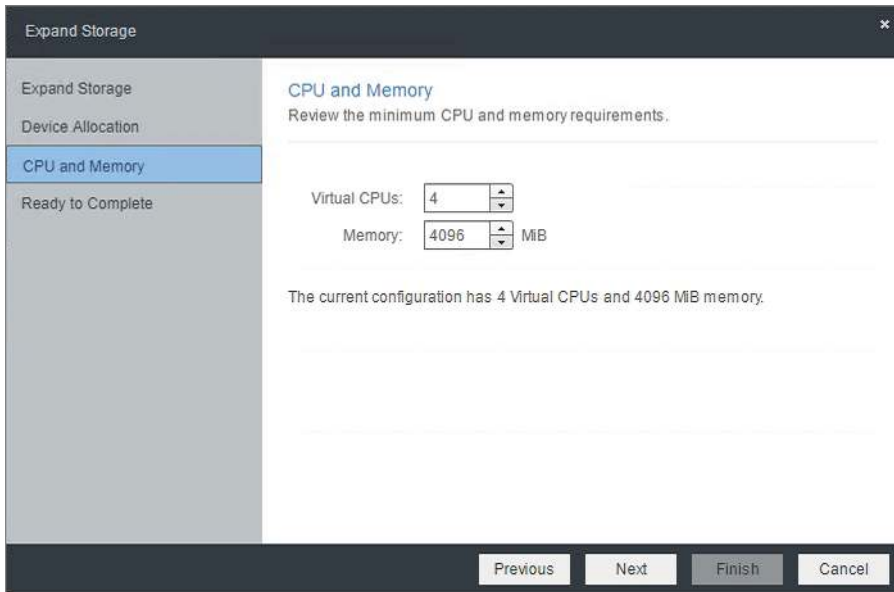 Expand Storage
×
Expand Storage
Device Allocation
CPU and Memory
Ready to Complete
CPU and Memory
Review the minimum CPU and memory requirements.
Virtual CPUs: 4
Memory: 4096 MiB
The current configuration has 4 Virtual CPUs and 4096 MiB memory.
Previous Next Finish Cancel